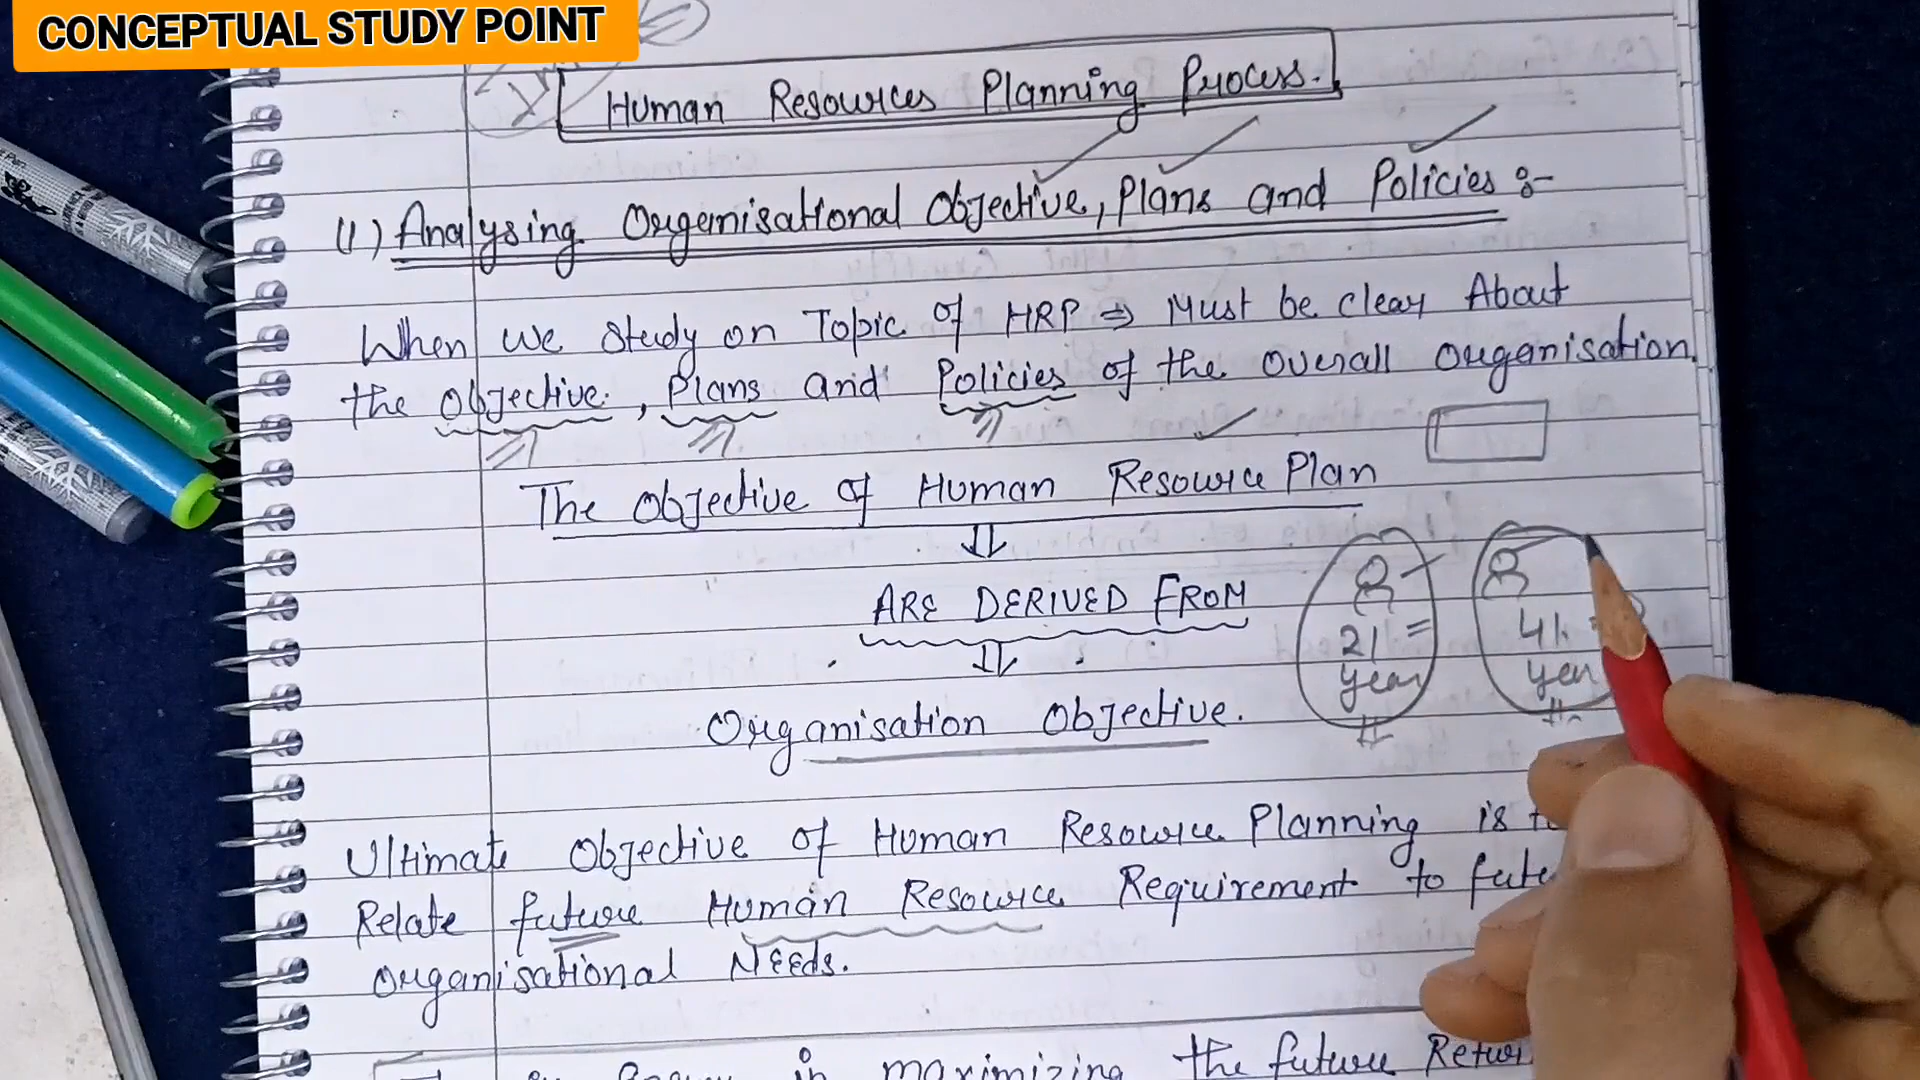 CONCEPTUAL STUDY POINT
Human Resources Planning Process.
(1) Analysing Organisational Objective, Plans and Policies :-
When we study on Topic of HRP ⇒ Must be clear About
the Objective, Plans and Policies of the overall organisation.
The Objective of Human Resource Plan
⇓
ARE DERIVED FROM
⇓
Organisation Objective.
21 year
41 year
Ultimate Objective of Human Resource Planning is
Relate future Human Resource Requirement to
organisational Needs.
in maximizing the future